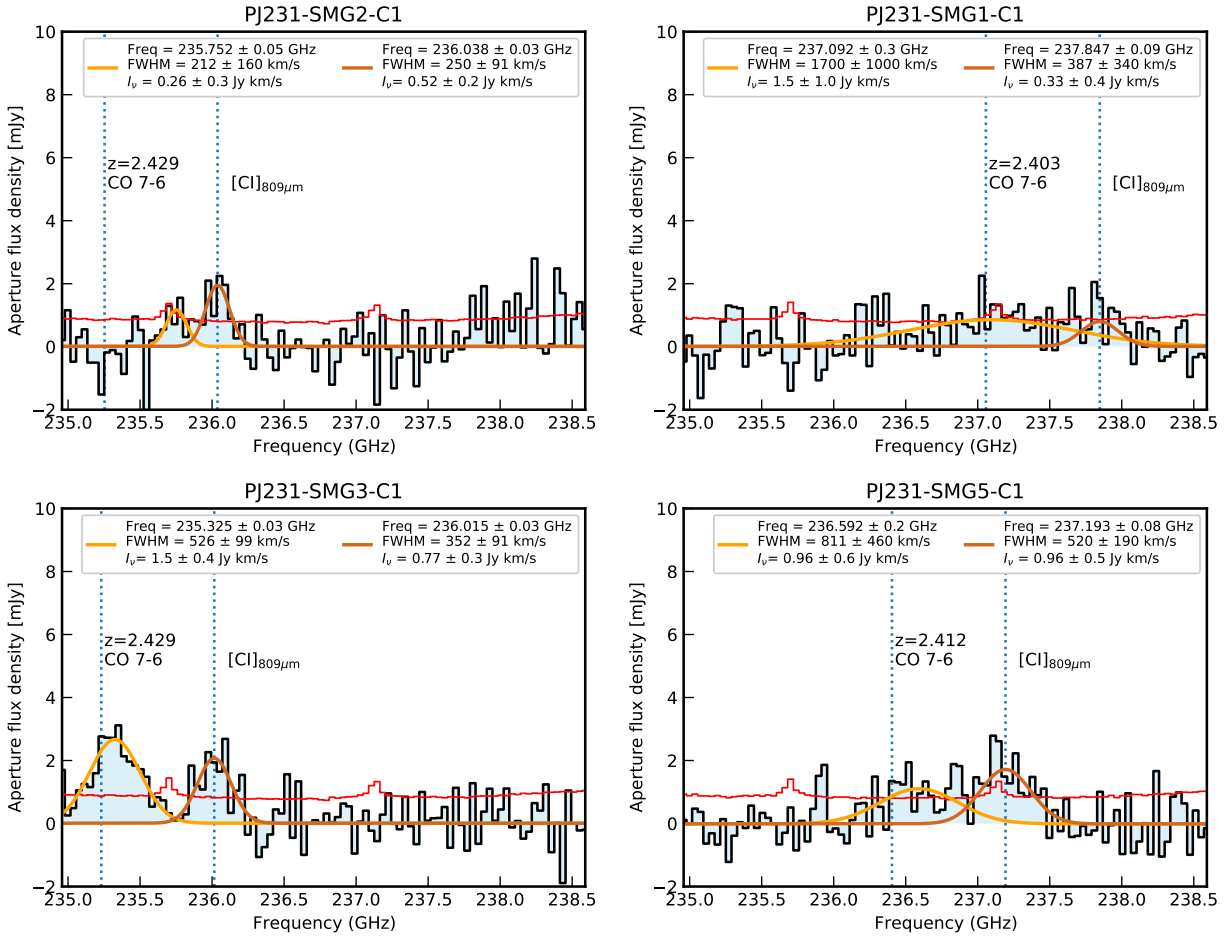 PJ231-SMG2-C1
Freq = 235.752 ± 0.05 GHz
FWHM = 212 ± 160 km/s
Iν = 0.26 ± 0.3 Jy km/s
Freq = 236.038 ± 0.03 GHz
FWHM = 250 ± 91 km/s
Iν = 0.52 ± 0.2 Jy km/s
z=2.429
CO 7-6
[CI]809μm
10
8
6
4
2
0
−2
Aperture flux density [mJy]
235.0 235.5 236.0 236.5 237.0 237.5 238.0 238.5
Frequency (GHz)
PJ231-SMG1-C1
Freq = 237.092 ± 0.3 GHz
FWHM = 1700 ± 1000 km/s
Iν= 1.5 ± 1.0 Jy km/s
Freq = 237.847 ± 0.09 GHz
FWHM = 387 ± 340 km/s
Iν = 0.33 ± 0.4 Jy km/s
z=2.403
CO 7-6
[CI]809μm
10
8
6
4
2
0
−2
Aperture flux density [mJy]
235.0 235.5 236.0 236.5 237.0 237.5 238.0 238.5
Frequency (GHz)
PJ231-SMG3-C1
Freq = 235.325 ± 0.03 GHz
FWHM = 526 ± 99 km/s
Iν= 1.5 ± 0.4 Jy km/s
Freq = 236.015 ± 0.03 GHz
FWHM = 352 ± 91 km/s
Iν = 0.77 ± 0.3 Jy km/s
z=2.429
CO 7-6
[CI]809μm
10
8
6
4
2
0
−2
Aperture flux density [mJy]
235.0 235.5 236.0 236.5 237.0 237.5 238.0 238.5
Frequency (GHz)
PJ231-SMG5-C1
Freq = 236.592 ± 0.2 GHz
FWHM = 811 ± 460 km/s
Iν= 0.96 ± 0.6 Jy km/s
Freq = 237.193 ± 0.08 GHz
FWHM = 520 ± 190 km/s
Iν = 0.96 ± 0.5 Jy km/s
z=2.412
CO 7-6
[CI]809μm
10
8
6
4
2
0
−2
Aperture flux density [mJy]
235.0 235.5 236.0 236.5 237.0 237.5 238.0 238.5
Frequency (GHz)